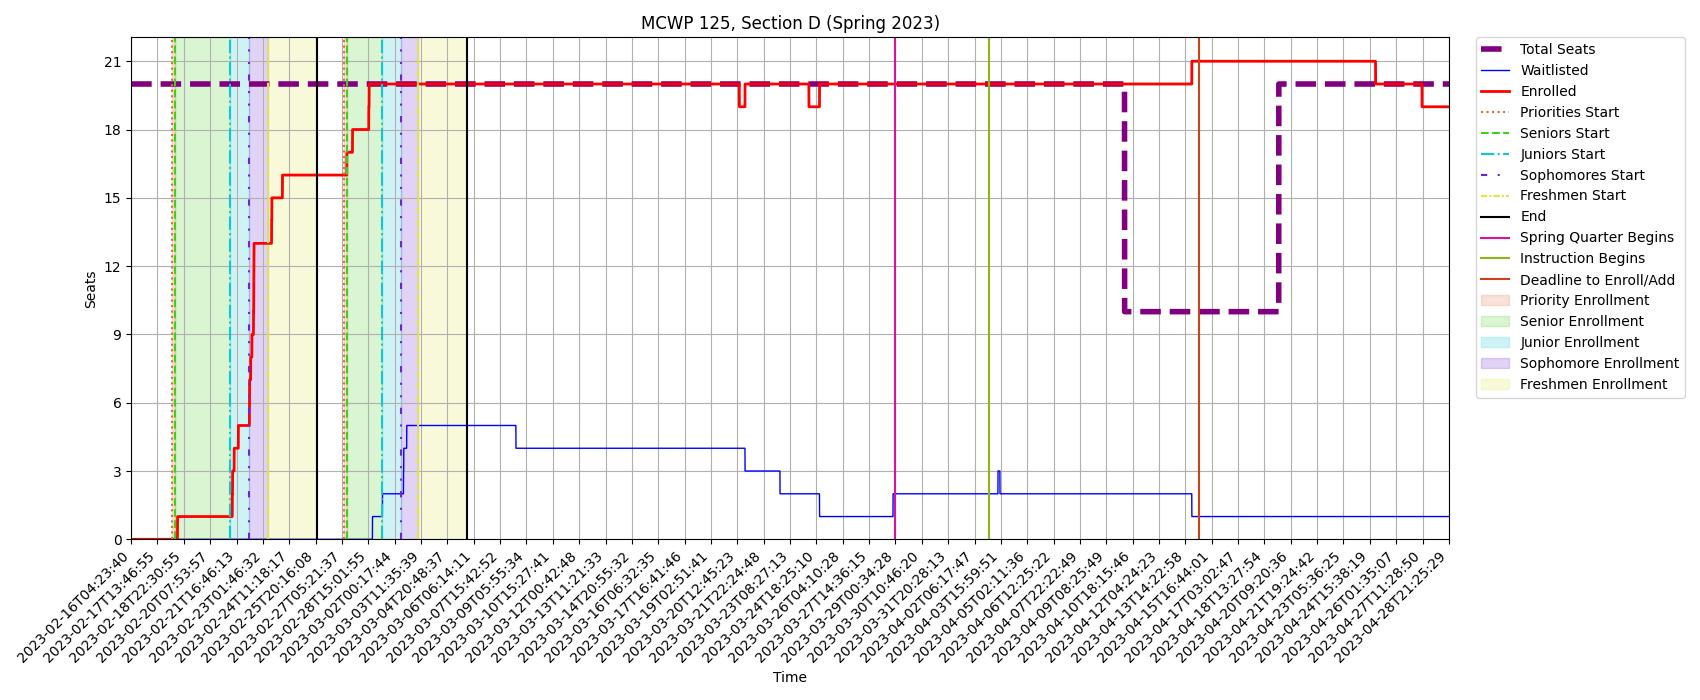 MCWP 125, Section D (Spring 2023)
Seats
21
18
15
12
9
6
3
0
2023-02-16T04:23:40
2023-02-17T13:46:55
2023-02-18T22:30:55
2023-02-20T07:53:57
2023-02-21T16:46:13
2023-02-23T01:46:32
2023-02-24T11:18:17
2023-02-25T20:16:08
2023-02-27T05:21:37
2023-02-28T15:01:55
2023-03-02T00:17:44
2023-03-03T11:35:39
2023-03-04T20:48:37
2023-03-06T06:14:11
2023-03-07T15:42:52
2023-03-09T05:55:34
2023-03-10T15:27:41
2023-03-12T00:42:48
2023-03-13T11:21:33
2023-03-14T20:55:32
2023-03-16T06:32:35
2023-03-17T16:41:46
2023-03-19T02:51:41
2023-03-20T12:45:23
2023-03-21T22:24:48
2023-03-23T08:27:13
2023-03-24T18:25:10
2023-03-26T04:10:28
2023-03-27T14:36:15
2023-03-29T00:34:28
2023-03-30T10:46:20
2023-03-31T20:28:13
2023-04-02T06:17:47
2023-04-03T15:59:51
2023-04-05T02:11:36
2023-04-06T12:25:22
2023-04-07T22:22:49
2023-04-09T08:25:49
2023-04-10T18:15:46
2023-04-12T04:24:23
2023-04-13T14:22:58
2023-04-15T16:44:01
2023-04-17T03:02:47
2023-04-18T13:27:54
2023-04-20T09:20:36
2023-04-21T19:24:42
2023-04-23T05:36:25
2023-04-24T15:38:19
2023-04-26T01:35:07
2023-04-27T11:28:50
2023-04-28T21:25:29
Time
Total Seats
Waitlisted
Enrolled
Priorities Start
Seniors Start
Juniors Start
Sophomores Start
Freshmen Start
End
Spring Quarter Begins
Instruction Begins
Deadline to Enroll/Add
Priority Enrollment
Senior Enrollment
Junior Enrollment
Sophomore Enrollment
Freshmen Enrollment